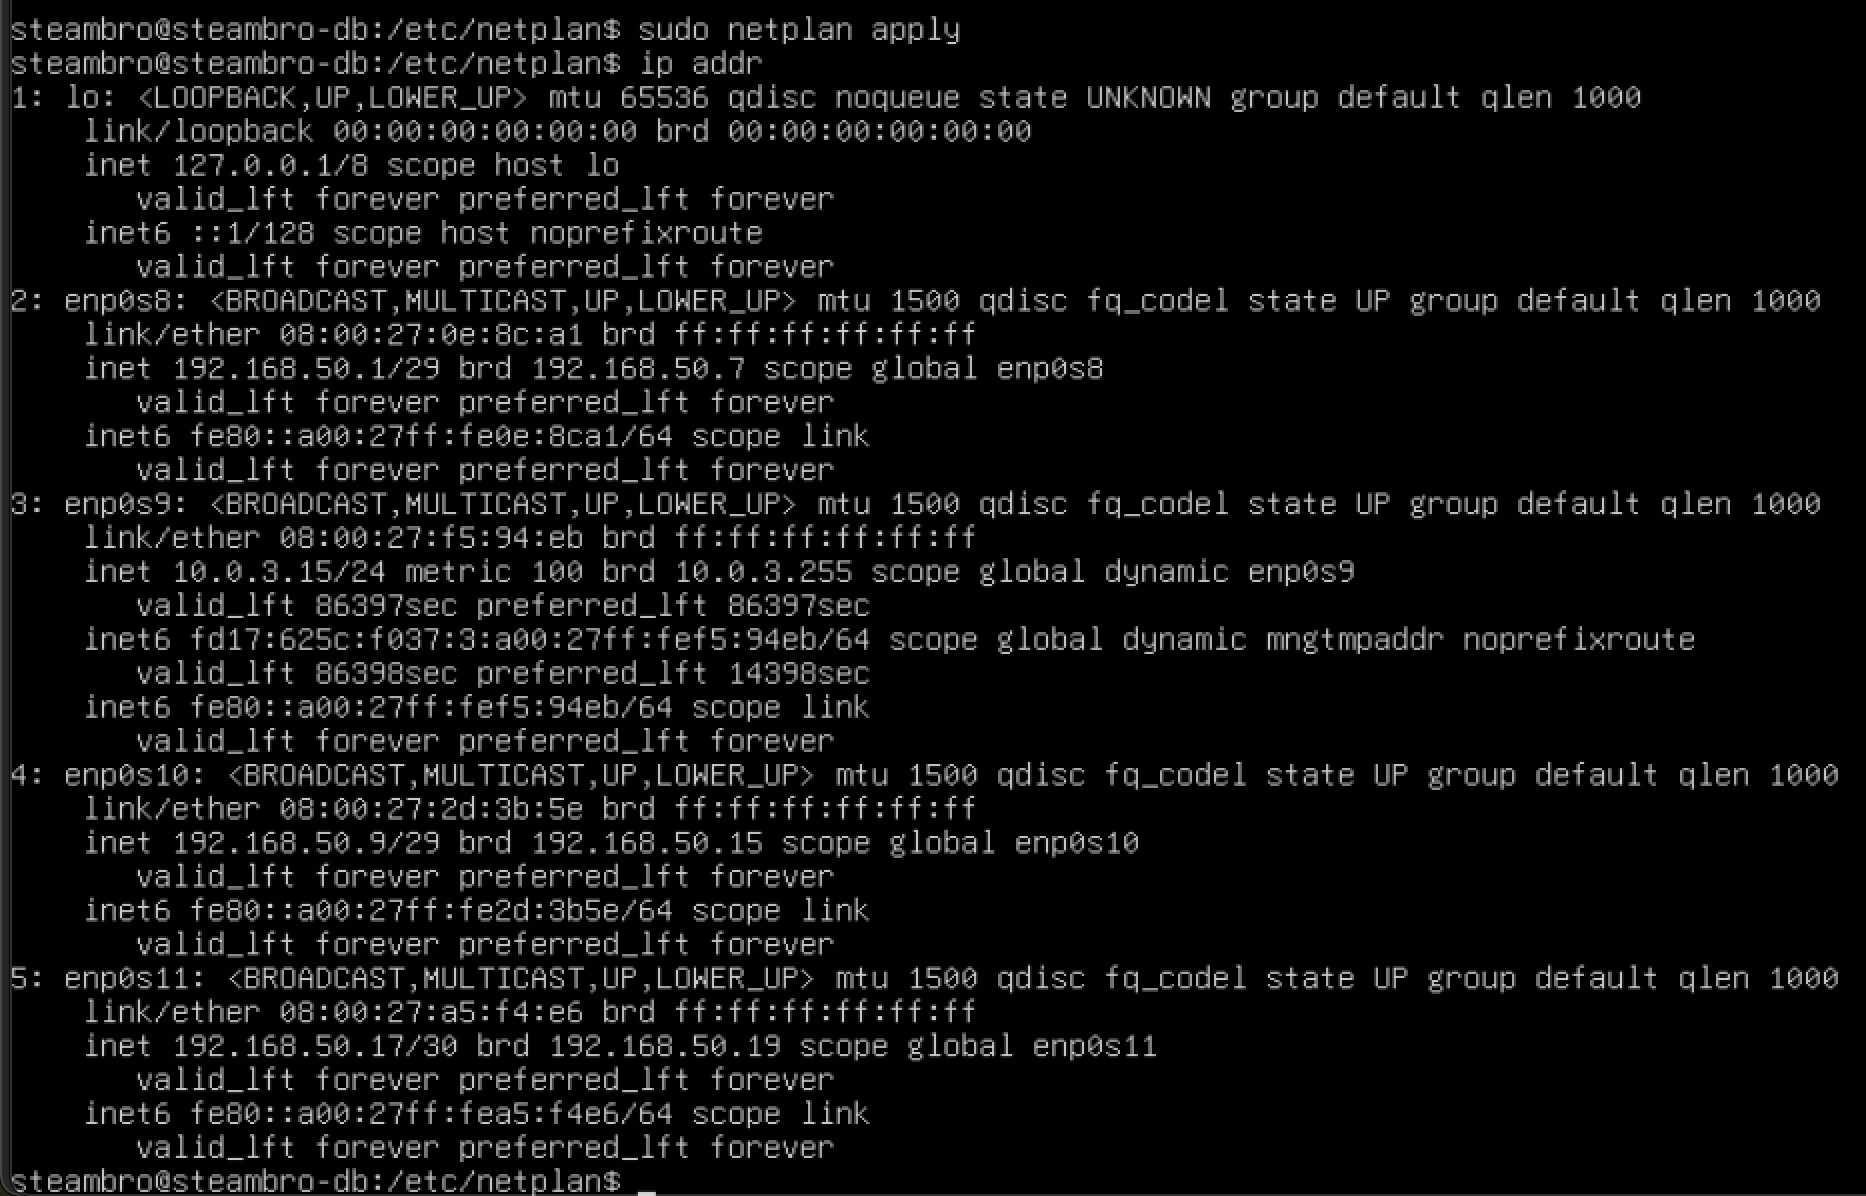 steambro@steambro-db:/etc/netplan$ sudo netplan apply
steambro@steambro-db:/etc/netplan$ ip addr
1: lo: <LOOPBACK,UP,LOWER_UP> mtu 65536 qdisc noqueue state UNKNOWN group default qlen 1000
    link/loopback 00:00:00:00:00:00 brd 00:00:00:00:00:00
    inet 127.0.0.1/8 scope host lo
       valid_lft forever preferred_lft forever
    inet6 ::1/128 scope host noprefixroute
       valid_lft forever preferred_lft forever
2: enp0s8: <BROADCAST,MULTICAST,UP,LOWER_UP> mtu 1500 qdisc fq_codel state UP group default qlen 1000
    link/ether 08:00:27:0e:8c:a1 brd ff:ff:ff:ff:ff:ff
    inet 192.168.50.1/29 brd 192.168.50.7 scope global enp0s8
       valid_lft forever preferred_lft forever
    inet6 fe80::a00:27ff:fe0e:8ca1/64 scope link
       valid_lft forever preferred_lft forever
3: enp0s9: <BROADCAST,MULTICAST,UP,LOWER_UP> mtu 1500 qdisc fq_codel state UP group default qlen 1000
    link/ether 08:00:27:f5:94:eb brd ff:ff:ff:ff:ff:ff
    inet 10.0.3.15/24 metric 100 brd 10.0.3.255 scope global dynamic enp0s9
       valid_lft 86397sec preferred_lft 86397sec
    inet6 fd17:625c:f037:3:a00:27ff:fef5:94eb/64 scope global dynamic mngtmpaddr noprefixroute
       valid_lft 86398sec preferred_lft 14398sec
    inet6 fe80::a00:27ff:fef5:94eb/64 scope link
       valid_lft forever preferred_lft forever
4: enp0s10: <BROADCAST,MULTICAST,UP,LOWER_UP> mtu 1500 qdisc fq_codel state UP group default qlen 1000
    link/ether 08:00:27:2d:3b:5e brd ff:ff:ff:ff:ff:ff
    inet 192.168.50.9/29 brd 192.168.50.15 scope global enp0s10
       valid_lft forever preferred_lft forever
    inet6 fe80::a00:27ff:fe2d:3b5e/64 scope link
       valid_lft forever preferred_lft forever
5: enp0s11: <BROADCAST,MULTICAST,UP,LOWER_UP> mtu 1500 qdisc fq_codel state UP group default qlen 1000
    link/ether 08:00:27:a5:f4:e6 brd ff:ff:ff:ff:ff:ff
    inet 192.168.50.17/30 brd 192.168.50.19 scope global enp0s11
       valid_lft forever preferred_lft forever
    inet6 fe80::a00:27ff:fea5:f4e6/64 scope link
       valid_lft forever preferred_lft forever
steambro@steambro-db:/etc/netplan$ _